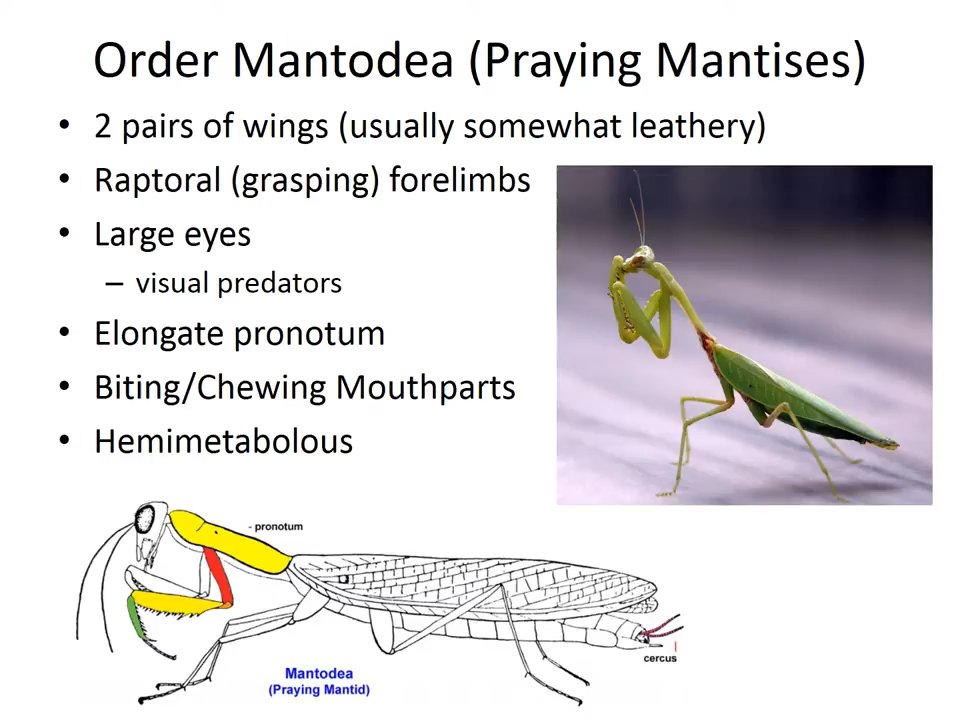 Order Mantodea (Praying Mantises)
• 2 pairs of wings (usually somewhat leathery)
• Raptoral (grasping) forelimbs
• Large eyes
– visual predators
• Elongate pronotum
• Biting/Chewing Mouthparts
• Hemimetabolous
- pronotum
cercus
Mantodea
(Praying Mantid)